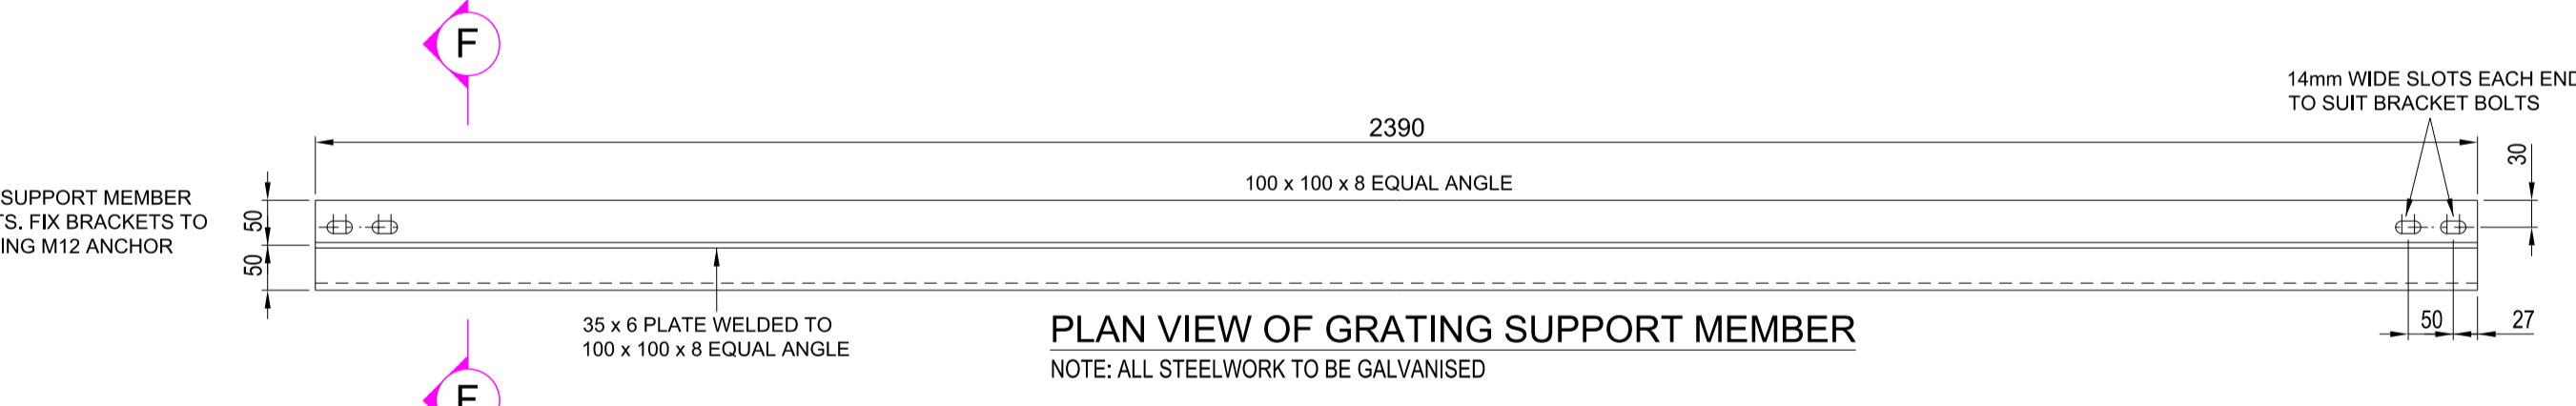 F
14mm WIDE SLOTS EACH END
TO SUIT BRACKET BOLTS
2390
30
100 x 100 x 8 EQUAL ANGLE
SUPPORT MEMBER
TS. FIX BRACKETS TO
ING M12 ANCHOR
50
50
35 x 6 PLATE WELDED TO
100 x 100 x 8 EQUAL ANGLE
PLAN VIEW OF GRATING SUPPORT MEMBER
NOTE: ALL STEELWORK TO BE GALVANISED
50
27
F